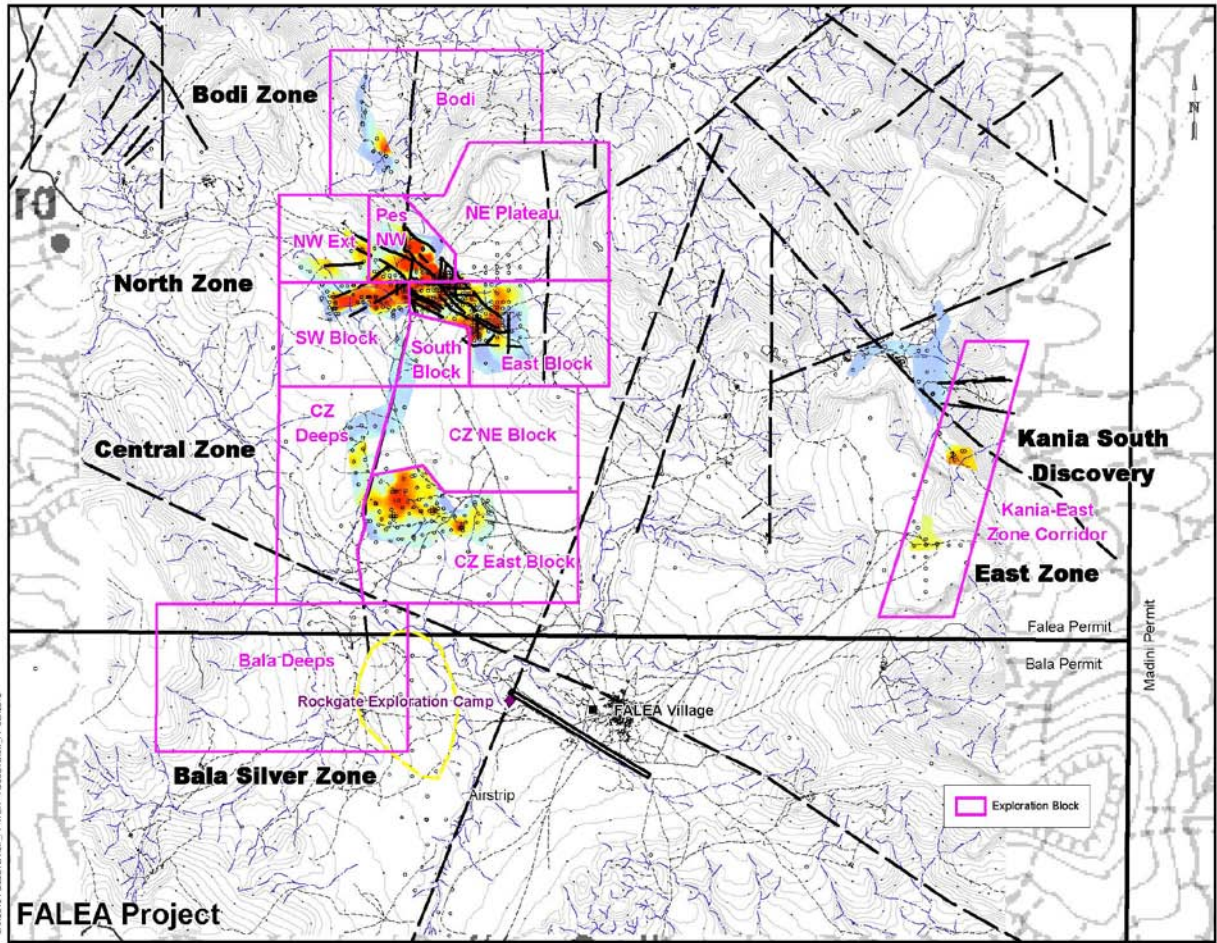 Bodi Zone
Bodi
ro
Pes
NW
NE Plateau
NW Ext
North Zone
SW Block
South
Block
East Block
CZ
Deeps
CZ NE Block
Central Zone
Kania South
Discovery
Kania-East
Zone Corridor
CZ East Block
East Zone
Falea Permit
Bala Permit
Madini Permit
Bala Deeps
Rockgate Exploration Camp
FALEA Village
Bala Silver Zone
Airstrip
Exploration Block
FALEA Project
N